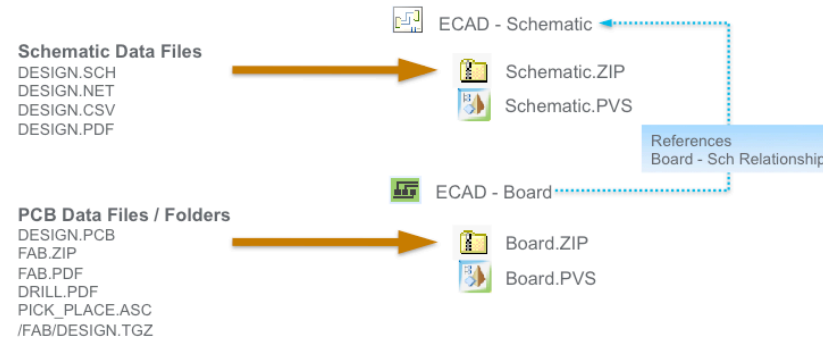 ECAD - Schematic
Schematic Data Files
DESIGN.SCH
DESIGN.NET
DESIGN.CSV
DESIGN.PDF
Schematic.ZIP
Schematic.PVS
References
Board - Sch Relationship
ECAD - Board
PCB Data Files / Folders
DESIGN.PCB
FAB.ZIP
FAB.PDF
DRILL.PDF
PICK_PLACE.ASC
/FAB/DESIGN.TGZ
Board.ZIP
Board.PVS